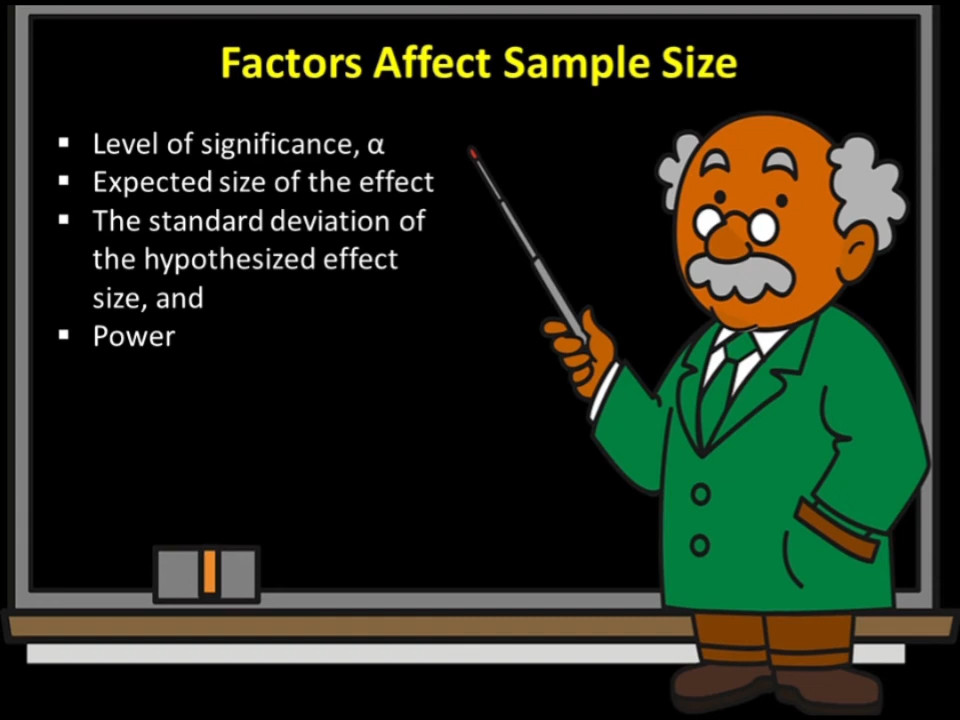 Factors Affect Sample Size
▪ Level of significance, α
▪ Expected size of the effect
▪ The standard deviation of
the hypothesized effect
size, and
▪ Power